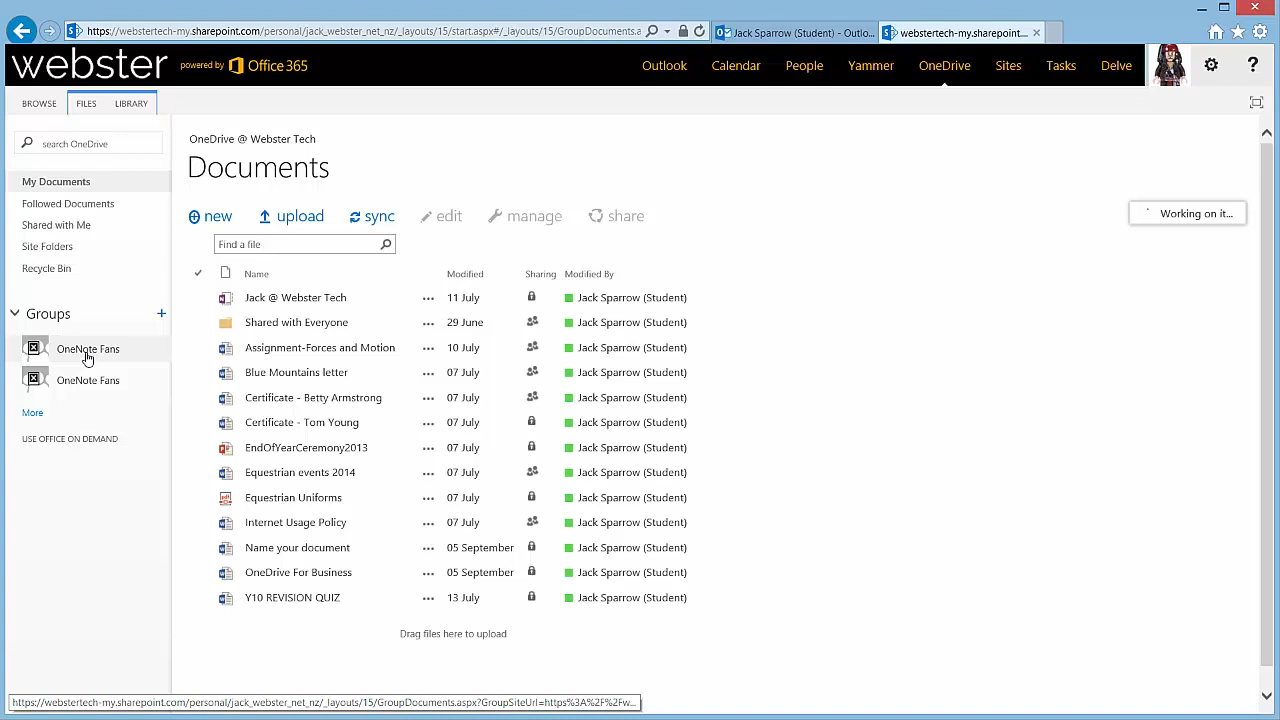 https://webstertech-my.sharepoint.com/personal/jack_webster_net_nz/_layouts/15/start.aspx#/_layouts/15/GroupDocuments.a
Jack Sparrow (Student) - Outlo...
webstertech-my.sharepoint....
webster powered by Office 365
Outlook Calendar People Yammer OneDrive Sites Tasks Delve ?
BROWSE FILES LIBRARY
search OneDrive
OneDrive @ Webster Tech
Documents
My Documents
Followed Documents
Shared with Me
Site Folders
Recycle Bin
Groups +
OneNote Fans
OneNote Fans
More
USE OFFICE ON DEMAND
new upload sync edit manage share
Working on it...
Find a file
Name Modified Sharing Modified By
Jack @ Webster Tech ... 11 July Jack Sparrow (Student)
Shared with Everyone ... 29 June Jack Sparrow (Student)
Assignment-Forces and Motion ... 10 July Jack Sparrow (Student)
Blue Mountains letter ... 07 July Jack Sparrow (Student)
Certificate - Betty Armstrong ... 07 July Jack Sparrow (Student)
Certificate - Tom Young ... 07 July Jack Sparrow (Student)
EndOfYearCeremony2013 ... 07 July Jack Sparrow (Student)
Equestrian events 2014 ... 07 July Jack Sparrow (Student)
Equestrian Uniforms ... 07 July Jack Sparrow (Student)
Internet Usage Policy ... 07 July Jack Sparrow (Student)
Name your document ... 05 September Jack Sparrow (Student)
OneDrive For Business ... 05 September Jack Sparrow (Student)
Y10 REVISION QUIZ ... 13 July Jack Sparrow (Student)
Drag files here to upload
https://webstertech-my.sharepoint.com/personal/jack_webster_net_nz/_layouts/15/GroupDocuments.aspx?GroupSiteUrl=https%3A%2F%2Fw...